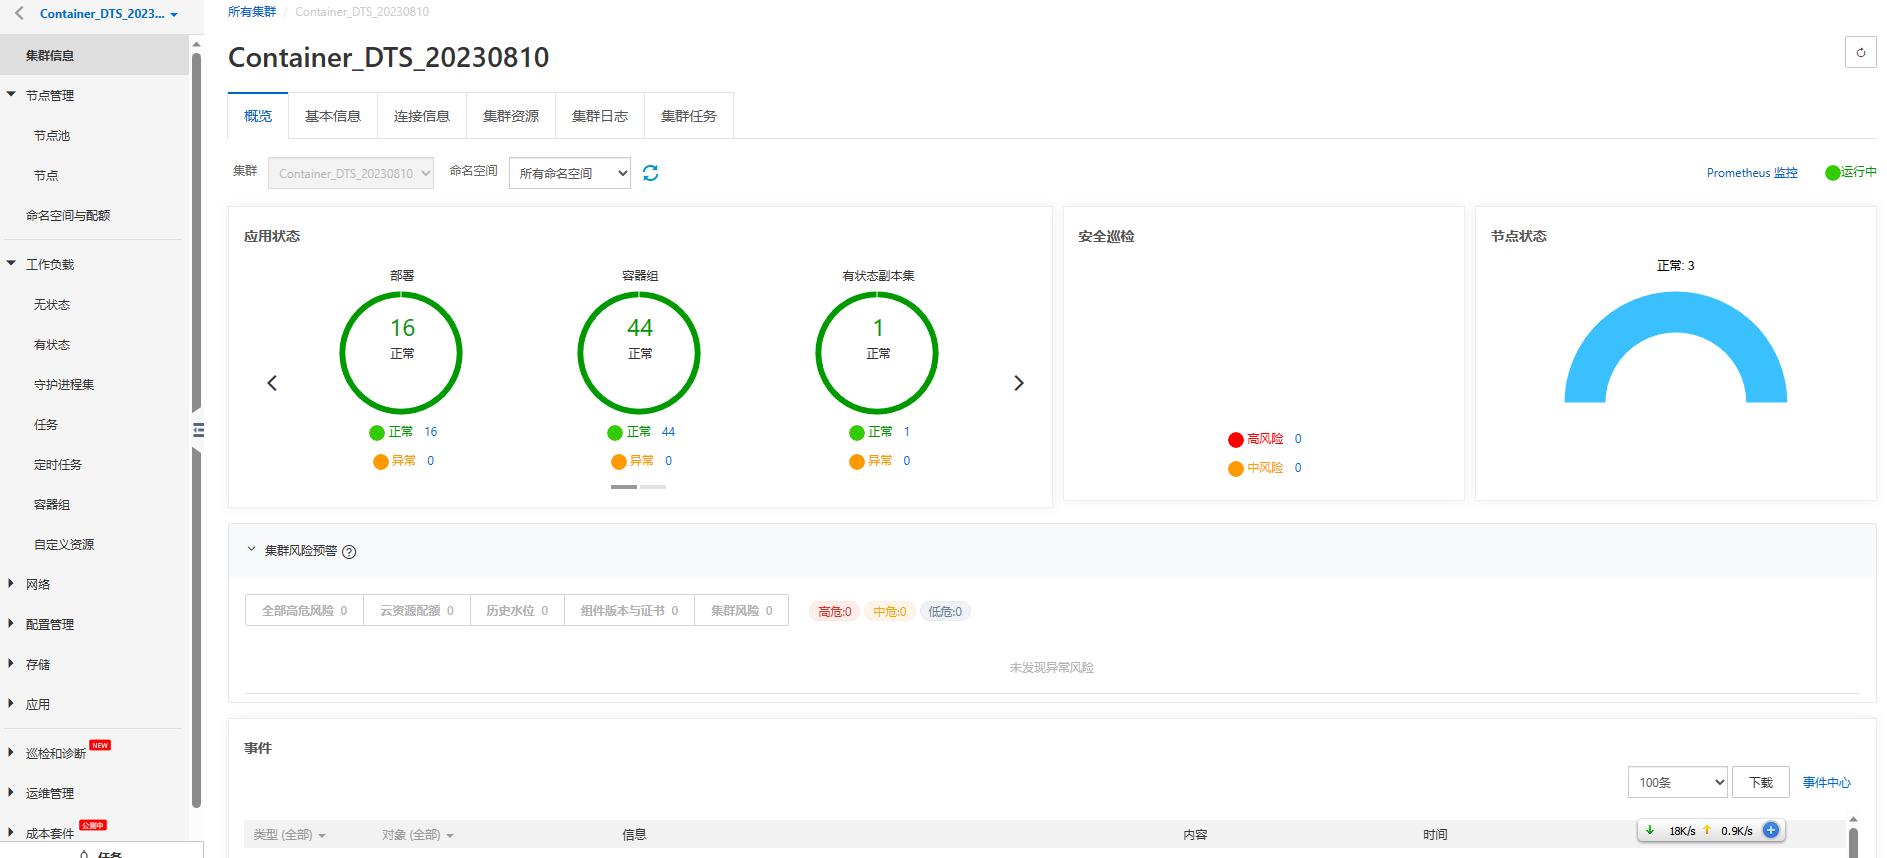 Container_DTS_2023...
集群信息
节点管理
节点池
节点
命名空间与配额
工作负载
无状态
有状态
守护进程集
任务
定时任务
容器组
自定义资源
网络
配置管理
存储
应用
巡检和诊断 NEW
运维管理
成本套件 公测中
任务
所有集群 / Container_DTS_20230810
Container_DTS_20230810
概览 基本信息 连接信息 集群资源 集群日志 集群任务
集群 Container_DTS_20230810 命名空间 所有命名空间 Prometheus 监控 运行中
应用状态
部署
16
正常
正常 16
异常 0
容器组
44
正常
正常 44
异常 0
有状态副本集
1
正常
正常 1
异常 0
安全巡检
高风险 0
中风险 0
节点状态
正常: 3
集群风险预警 ?
全部高危风险 0 云资源配额 0 历史水位 0 组件版本与证书 0 集群风险 0 高危:0 中危:0 低危:0
未发现异常风险
事件
100条 下载 事件中心
类型 (全部) 对象 (全部) 信息 内容 时间
18K/s 0.9K/s